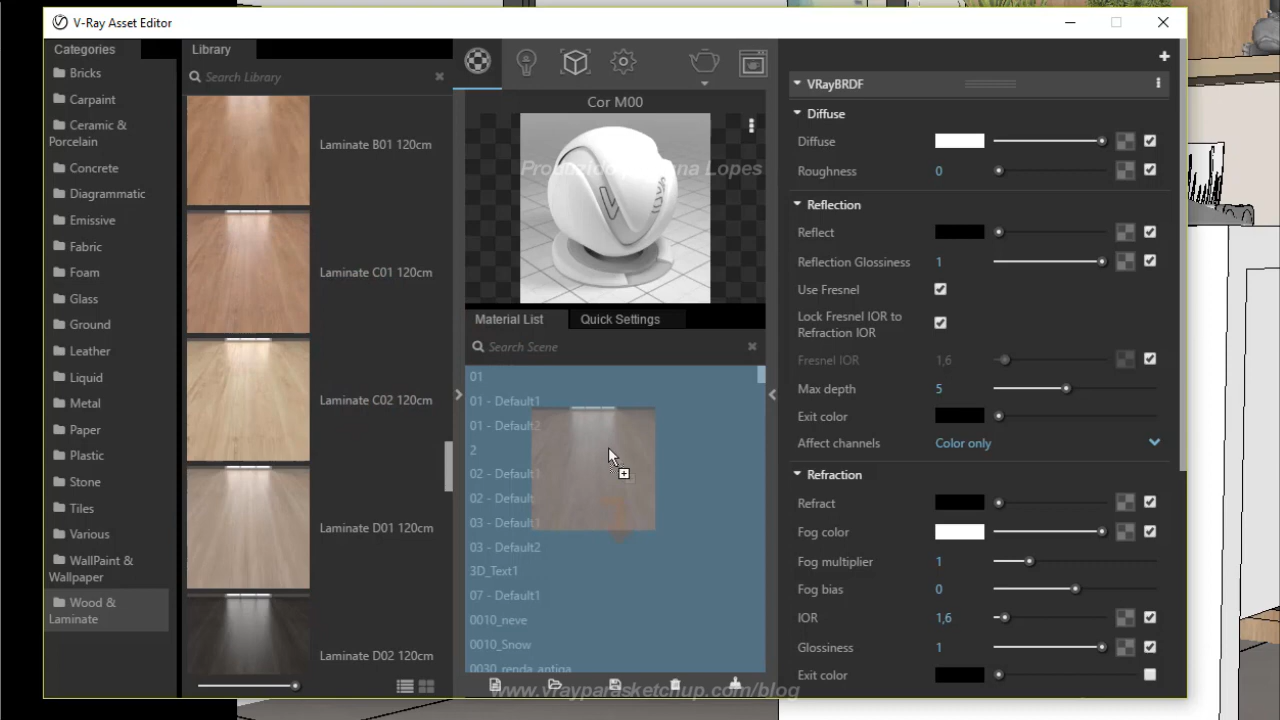 V-Ray Asset Editor
Categories
Bricks
Carpaint
Ceramic &
Porcelain
Concrete
Diagrammatic
Emissive
Fabric
Foam
Glass
Ground
Leather
Liquid
Metal
Paper
Plastic
Stone
Tiles
Various
WallPaint &
Wallpaper
Wood &
Laminate
Library
Search Library
Laminate B01 120cm
Laminate C01 120cm
Laminate C02 120cm
Laminate D01 120cm
Laminate D02 120cm
Cor M00
Material List
Quick Settings
Search Scene
01
01 - Default1
01 - Default2
2
02 - Default1
02 - Default
03 - Default1
03 - Default2
3D_Text1
07 - Default1
0010_neve
0010_Snow
0030_renda_antiga
www.vrayparasketchup.com/blog
VRayBRDF
Diffuse
Diffuse
Roughness 0
Reflection
Reflect
Reflection Glossiness 1
Use Fresnel
Lock Fresnel IOR to
Refraction IOR
Fresnel IOR 1,6
Max depth 5
Exit color
Affect channels Color only
Refraction
Refract
Fog color
Fog multiplier 1
Fog bias 0
IOR 1,6
Glossiness 1
Exit color